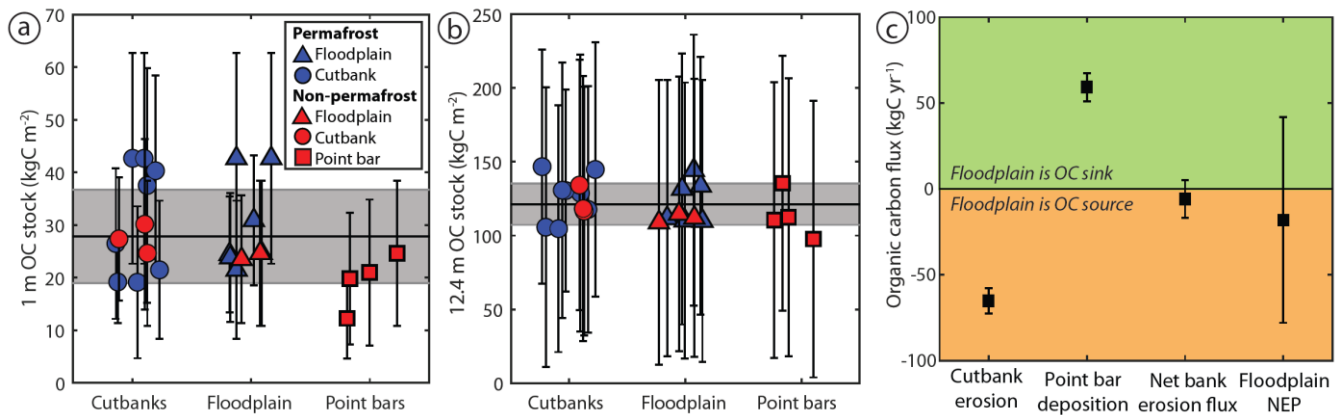 a
1 m OC stock (kgC m⁻²)
70
60
50
40
30
20
10
0
Permafrost
Floodplain
Cutbank
Non-permafrost
Floodplain
Cutbank
Point bar
Cutbanks
Floodplain
Point bars
b
12.4 m OC stock (kgC m⁻²)
250
200
150
100
50
0
Cutbanks
Floodplain
Point bars
c
Organic carbon flux (kgC yr⁻¹)
100
50
0
-50
-100
Floodplain is OC sink
Floodplain is OC source
Cutbank
erosion
Point bar
deposition
Net bank
erosion flux
Floodplain
NEP